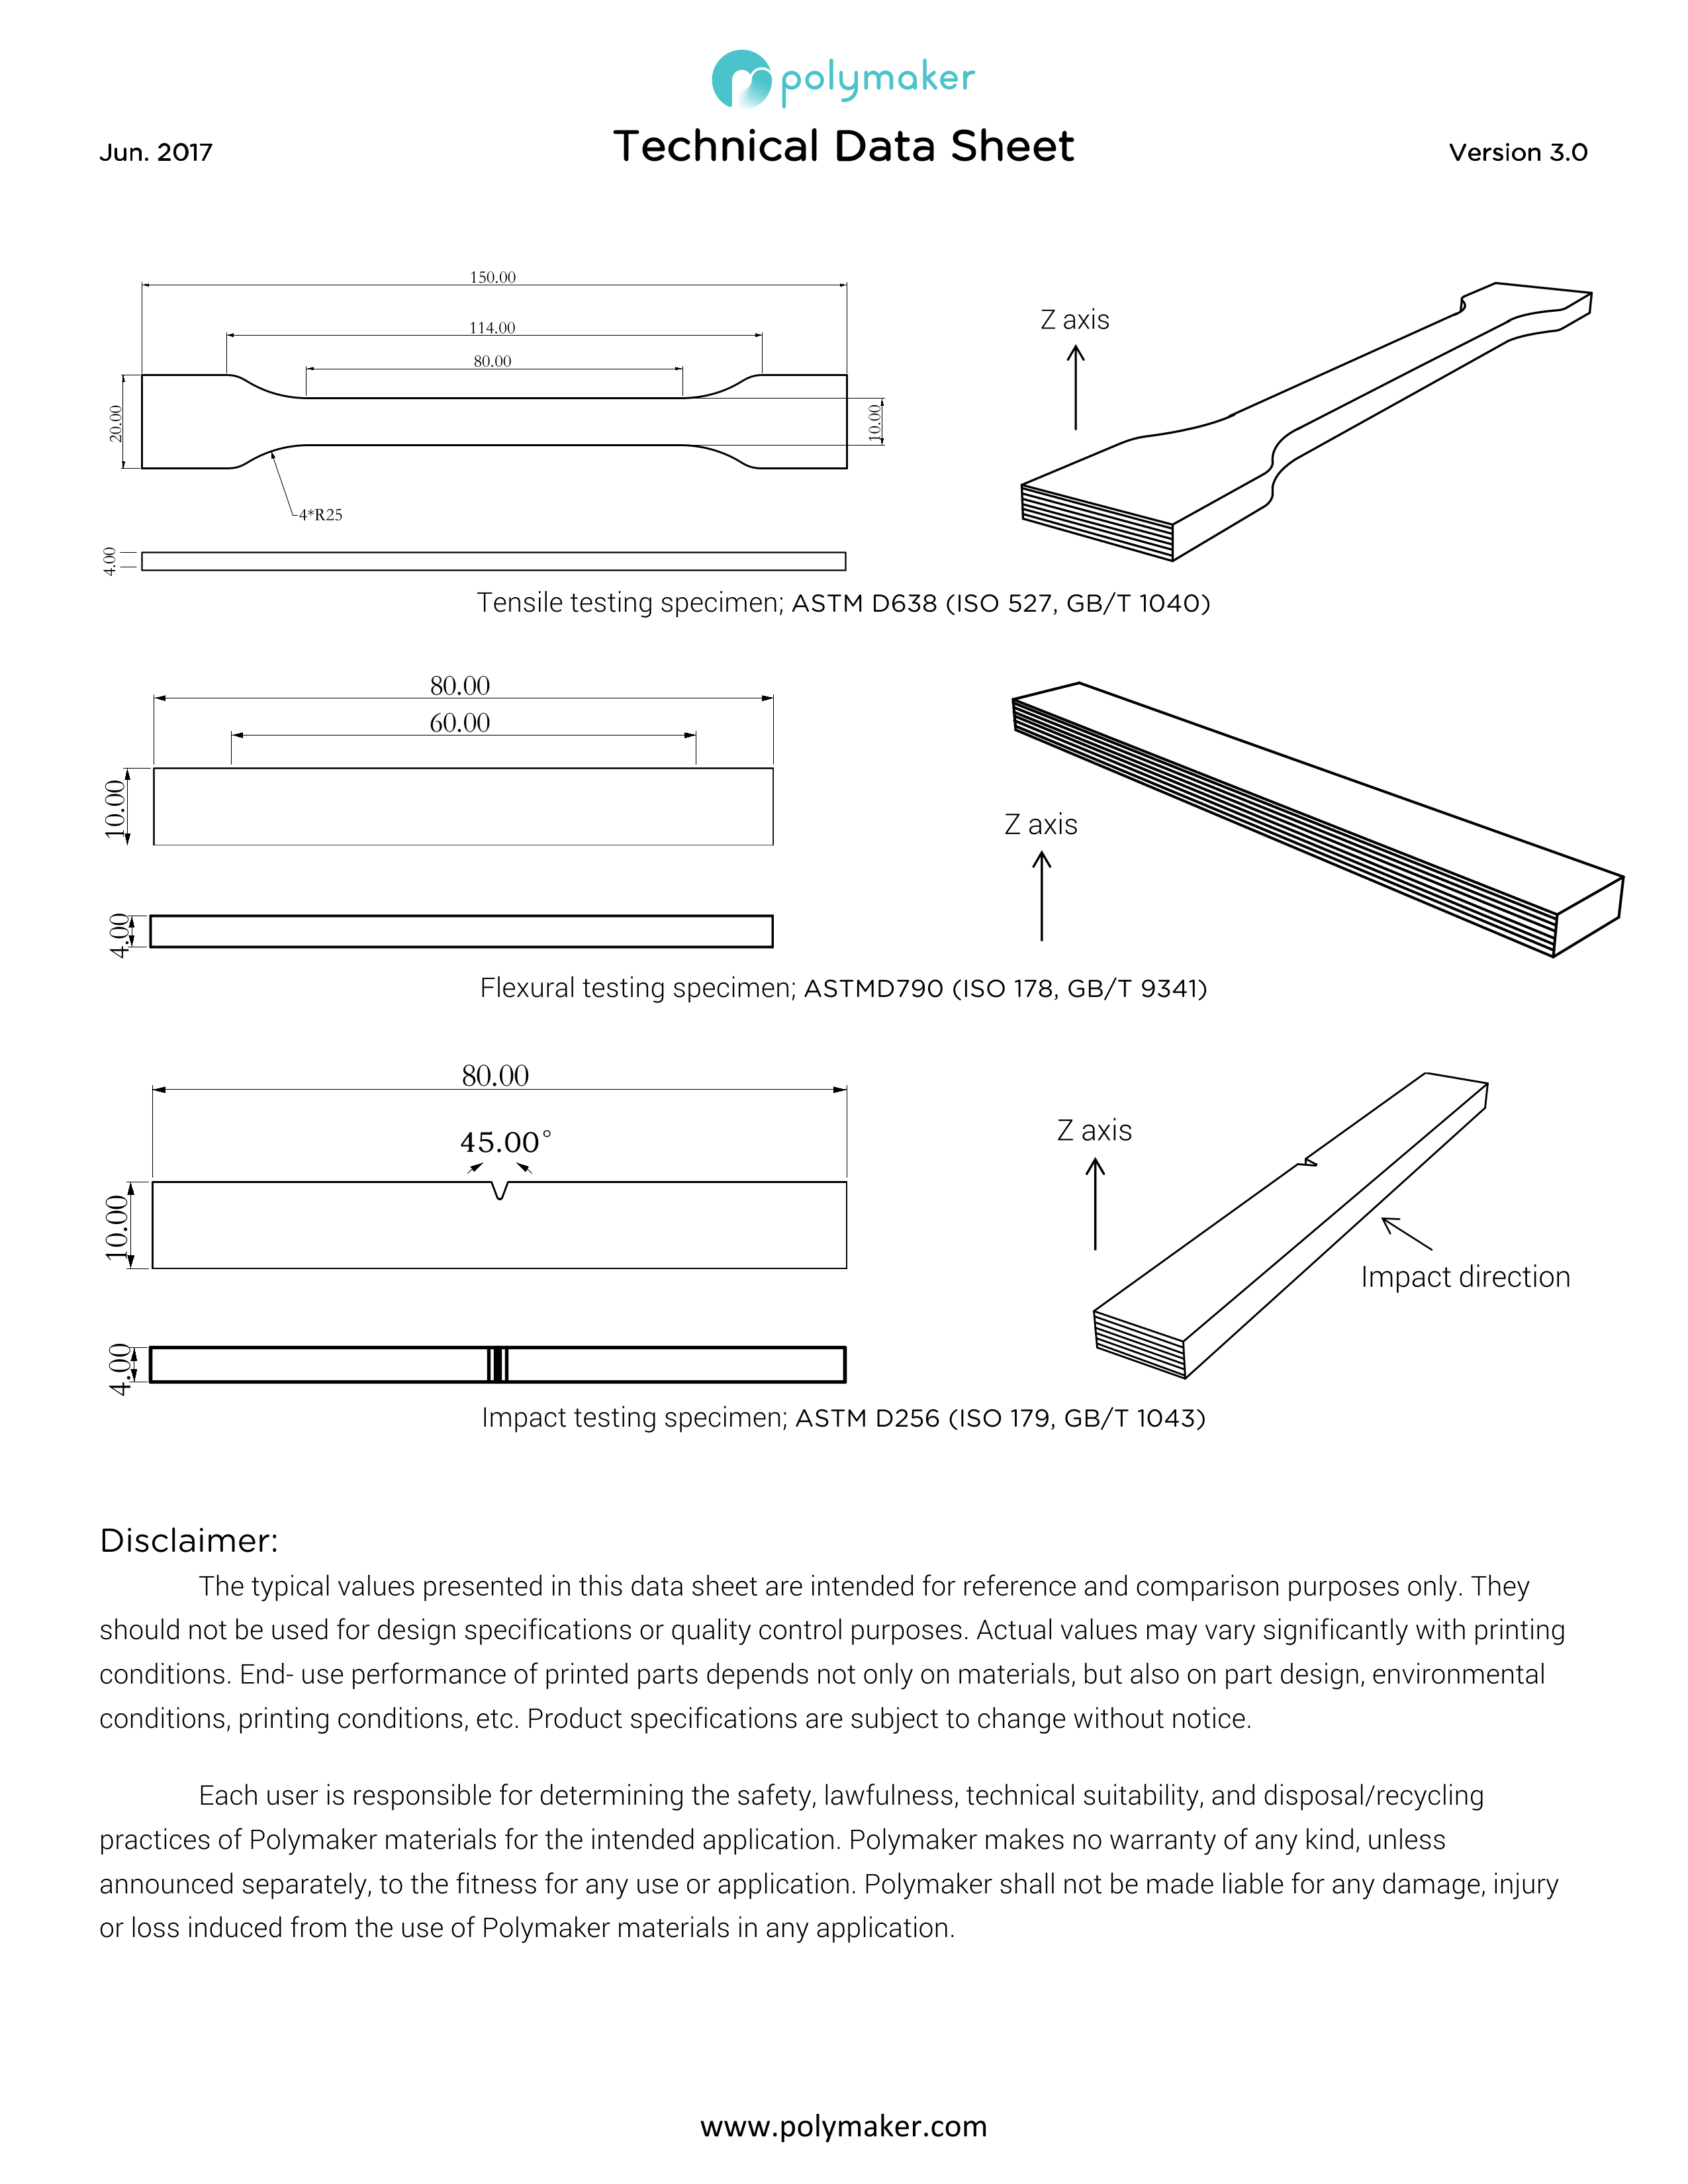 polymaker
Jun. 2017
Technical Data Sheet
Version 3.0
150.00
114.00
80.00
20.00
10.00
4*R25
4.00
Z axis
Tensile testing specimen; ASTM D638 (ISO 527, GB/T 1040)
80.00
60.00
10.00
4.00
Z axis
Flexural testing specimen; ASTMD790 (ISO 178, GB/T 9341)
80.00
45.00°
10.00
4.00
Z axis
Impact direction
Impact testing specimen; ASTM D256 (ISO 179, GB/T 1043)
Disclaimer:
The typical values presented in this data sheet are intended for reference and comparison purposes only. They
should not be used for design specifications or quality control purposes. Actual values may vary significantly with printing
conditions. End- use performance of printed parts depends not only on materials, but also on part design, environmental
conditions, printing conditions, etc. Product specifications are subject to change without notice.
Each user is responsible for determining the safety, lawfulness, technical suitability, and disposal/recycling
practices of Polymaker materials for the intended application. Polymaker makes no warranty of any kind, unless
announced separately, to the fitness for any use or application. Polymaker shall not be made liable for any damage, injury
or loss induced from the use of Polymaker materials in any application.
www.polymaker.com